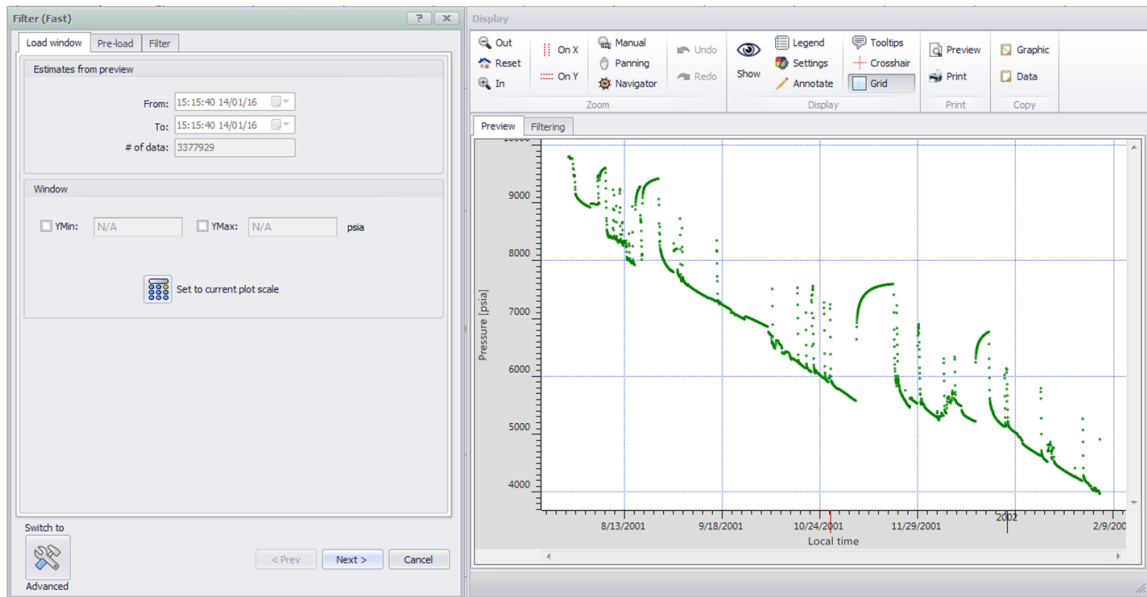 Filter (Fast)
? X
Load window Pre-load Filter
Estimates from preview
From: 15:15:40 14/01/16
To: 15:15:40 14/01/16
# of data: 3377929
Window
YMin: N/A YMax: N/A psia
Set to current plot scale
Switch to
Advanced
< Prev Next > Cancel
Display
Out On X Manual Undo Legend Tooltips Preview Graphic
Reset Panning Show Settings Crosshair
In On Y Navigator Redo Annotate Grid Print Data
Zoom Display Print Copy
Preview Filtering
10000
9000
8000
7000
6000
5000
4000
Pressure [psia]
8/13/2001 9/18/2001 10/24/2001 11/29/2001 2002 2/9/200
Local time